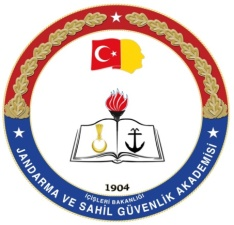 1904
İÇİŞLERİ BAKANLIĞI
JANDARMA VE SAHİL GÜVENLİK AKADEMİSİ